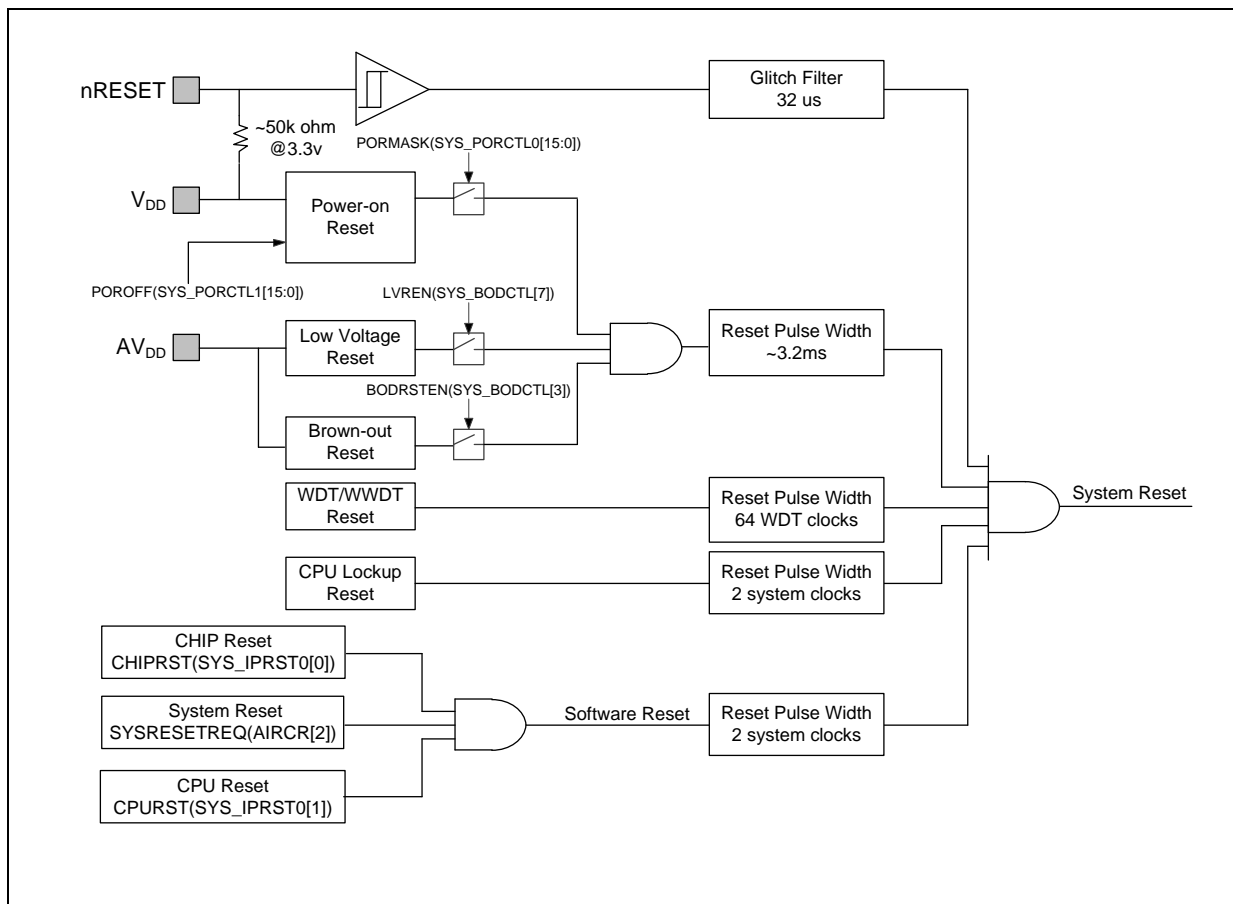 nRESET
~50k ohm
@3.3v
Glitch Filter
32 us
PORMASK(SYS_PORCTL0[15:0])
VDD
Power-on
Reset
POROFF(SYS_PORCTL1[15:0])
LVREN(SYS_BODCTL[7])
AVDD
Low Voltage
Reset
Reset Pulse Width
~3.2ms
BODRSTEN(SYS_BODCTL[3])
Brown-out
Reset
WDT/WWDT
Reset
Reset Pulse Width
64 WDT clocks
System Reset
CPU Lockup
Reset
Reset Pulse Width
2 system clocks
CHIP Reset
CHIPRST(SYS_IPRST0[0])
System Reset
SYSRESETREQ(AIRCR[2])
Software Reset
Reset Pulse Width
2 system clocks
CPU Reset
CPURST(SYS_IPRST0[1])